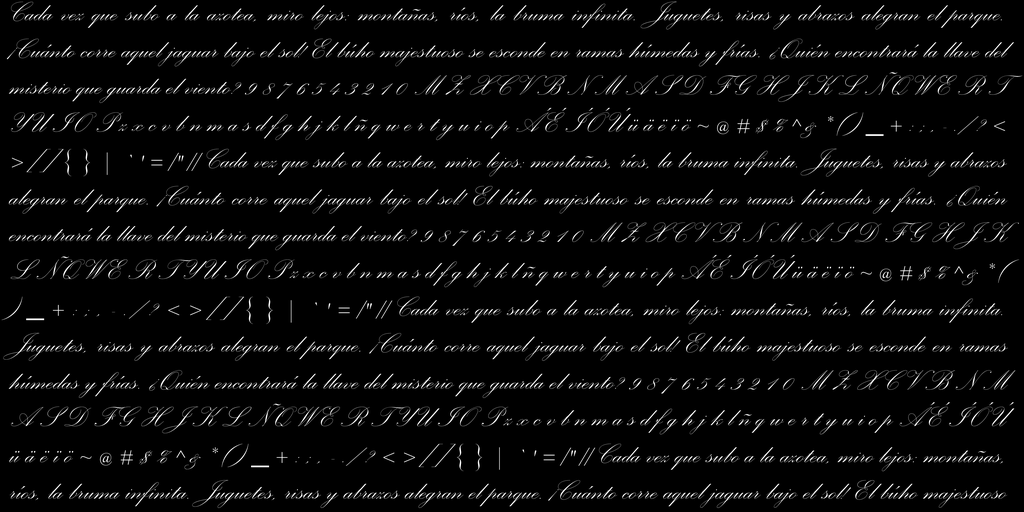 Cada vez que subo a la azotea, miro lejos: montañas, ríos, la bruma infinita. Juguetes, risas y abrazos alegran el parque.
¡Cuánto corre aquel jaguar bajo el sol! El búho majestuoso se esconde en ramas húmedas y frías. ¿Quién encontrará la llave del
misterio que guarda el viento? 9 8 7 6 5 4 3 2 1 0 M Z X C V B N M A S D F G H J K L Ñ Q W E R T
Y U I O P z x c v b n m a s d f g h j k l ñ q w e r t y u i o p Á É Í Ó Ú ü ä ë ï ö ~ @ # $ % ^ & * ( ) _ + : ; , - . / ? <
> / / { } | ` ' = / " // Cada vez que subo a la azotea, miro lejos: montañas, ríos, la bruma infinita. Juguetes, risas y abrazos
alegran el parque. ¡Cuánto corre aquel jaguar bajo el sol! El búho majestuoso se esconde en ramas húmedas y frías. ¿Quién
encontrará la llave del misterio que guarda el viento? 9 8 7 6 5 4 3 2 1 0 M Z X C V B N M A S D F G H J K
L Ñ Q W E R T Y U I O P z x c v b n m a s d f g h j k l ñ q w e r t y u i o p Á É Í Ó Ú ü ä ë ï ö ~ @ # $ % ^ & * (
) _ + : ; , - . / ? < > / / { } | ` ' = / " // Cada vez que subo a la azotea, miro lejos: montañas, ríos, la bruma infinita.
Juguetes, risas y abrazos alegran el parque. ¡Cuánto corre aquel jaguar bajo el sol! El búho majestuoso se esconde en ramas
húmedas y frías. ¿Quién encontrará la llave del misterio que guarda el viento? 9 8 7 6 5 4 3 2 1 0 M Z X C V B N M
A S D F G H J K L Ñ Q W E R T Y U I O P z x c v b n m a s d f g h j k l ñ q w e r t y u i o p Á É Í Ó Ú
ü ä ë ï ö ~ @ # $ % ^ & * ( ) _ + : ; , - . / ? < > / / { } | ` ' = / " // Cada vez que subo a la azotea, miro lejos: montañas,
ríos, la bruma infinita. Juguetes, risas y abrazos alegran el parque. ¡Cuánto corre aquel jaguar bajo el sol! El búho majestuoso